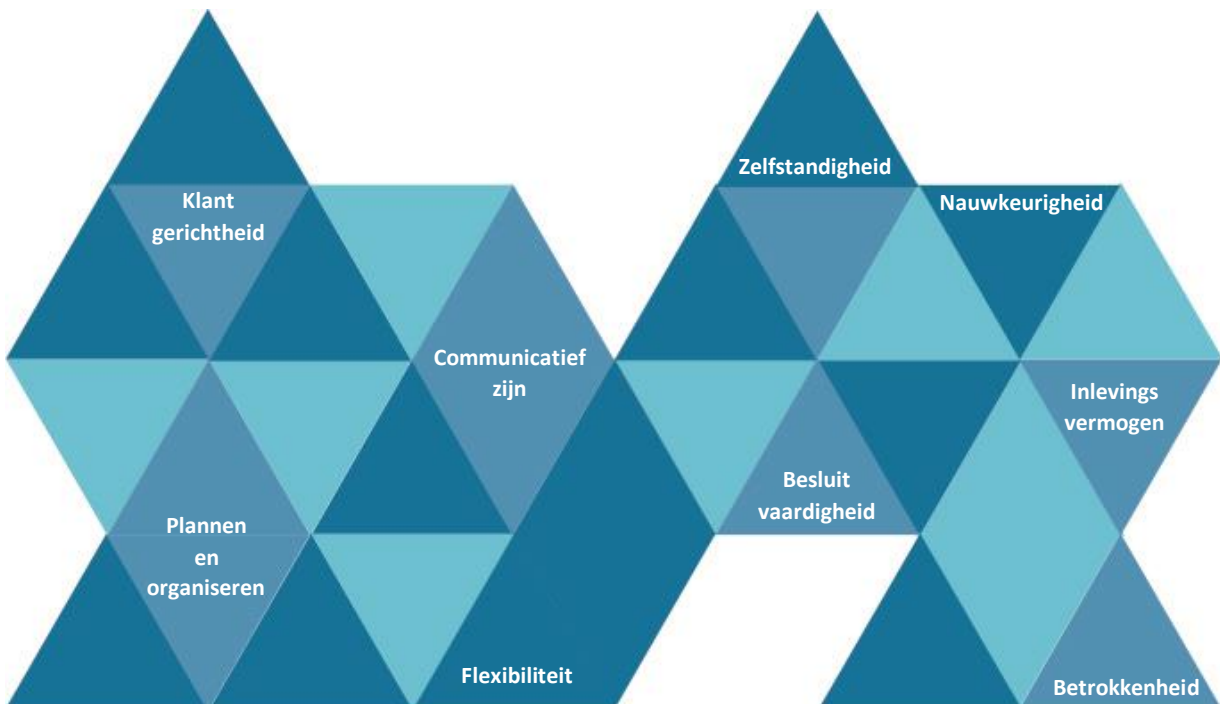 Klant
gerichtheid
Communicatief
zijn
Plannen
en
organiseren
Flexibiliteit
Zelfstandigheid
Nauwkeurigheid
Inlevings
vermogen
Besluit
vaardigheid
Betrokkenheid